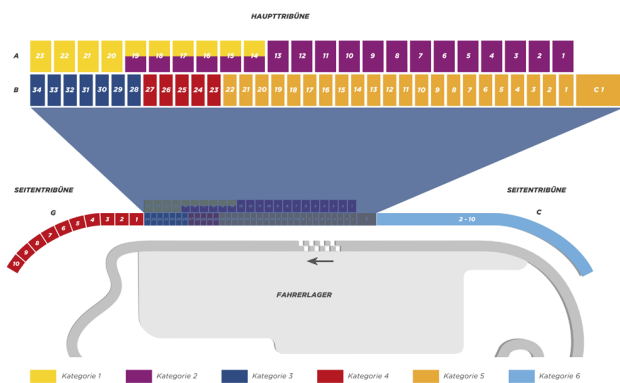 HAUPTTRIBÜNE
A 23 22 21 20 19 18 17 16 15 14 13 12 11 10 9 8 7 6 5 4 3 2 1
B 34 33 32 31 30 29 28 27 26 25 24 23 22 21 20 19 18 17 16 15 14 13 12 11 10 9 8 7 6 5 4 3 2 1 C 1
SEITENTRIBÜNE
G
10 9 8 7 6 5 4 3 2 1
SEITENTRIBÜNE
C
2 - 10
FAHRERLAGER
Kategorie 1 Kategorie 2 Kategorie 3 Kategorie 4 Kategorie 5 Kategorie 6